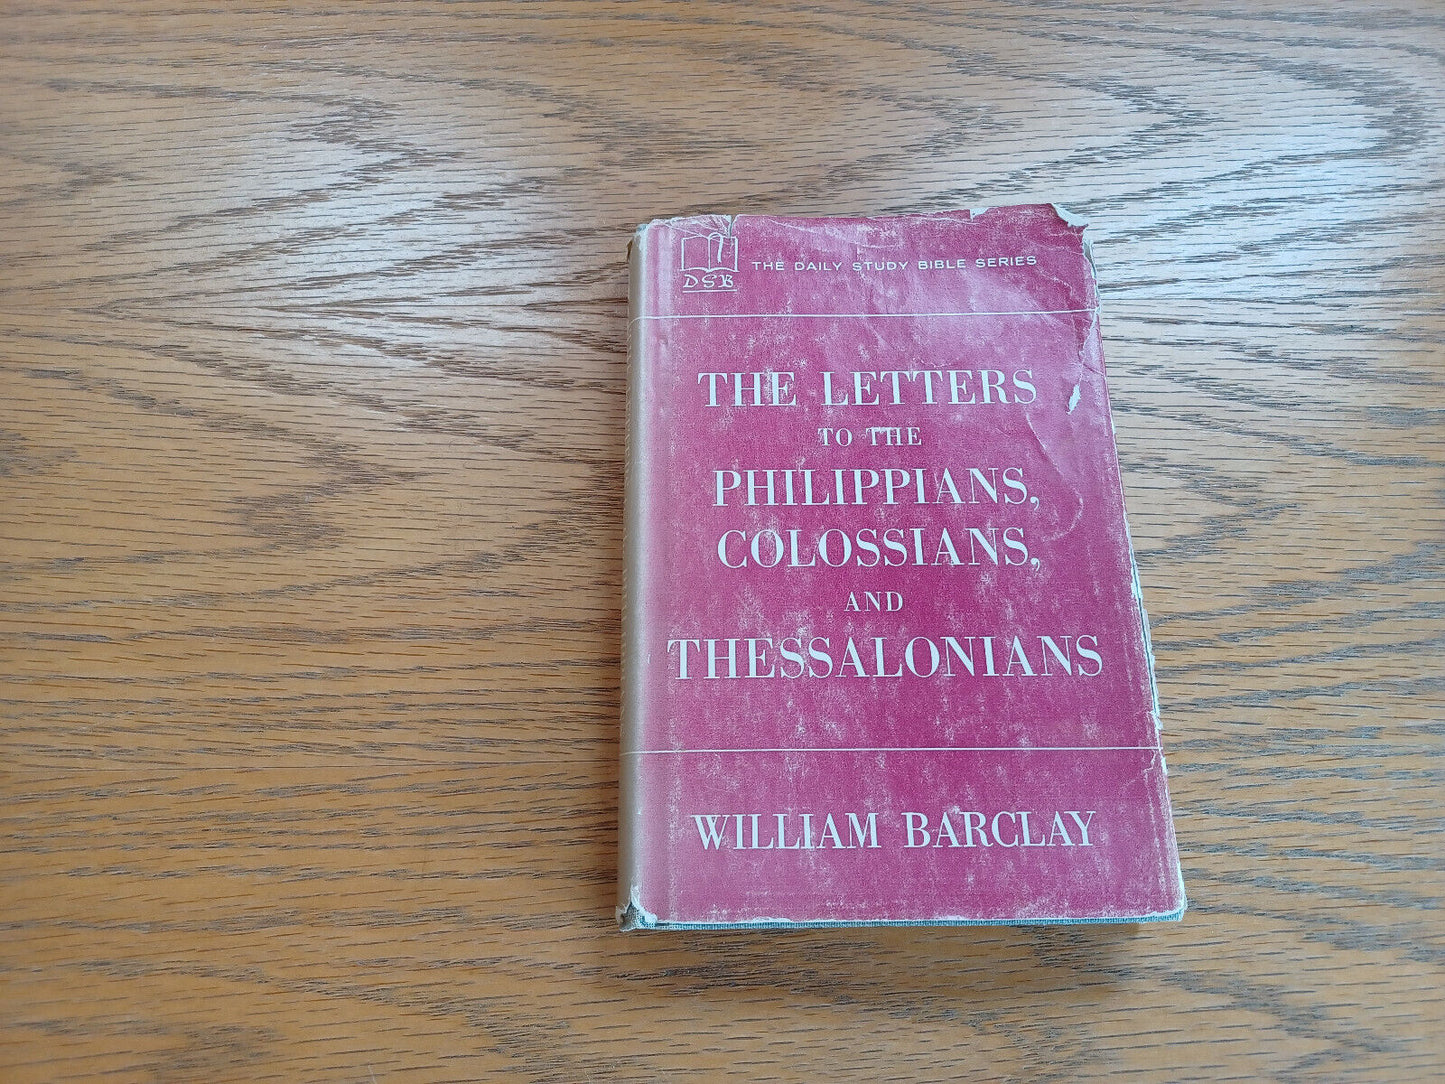 THE DAILY STUDY BIBLE SERIES
DSB
THE LETTERS
TO THE
PHILIPPIANS,
COLOSSIANS,
AND
THESSALONIANS
WILLIAM BARCLAY